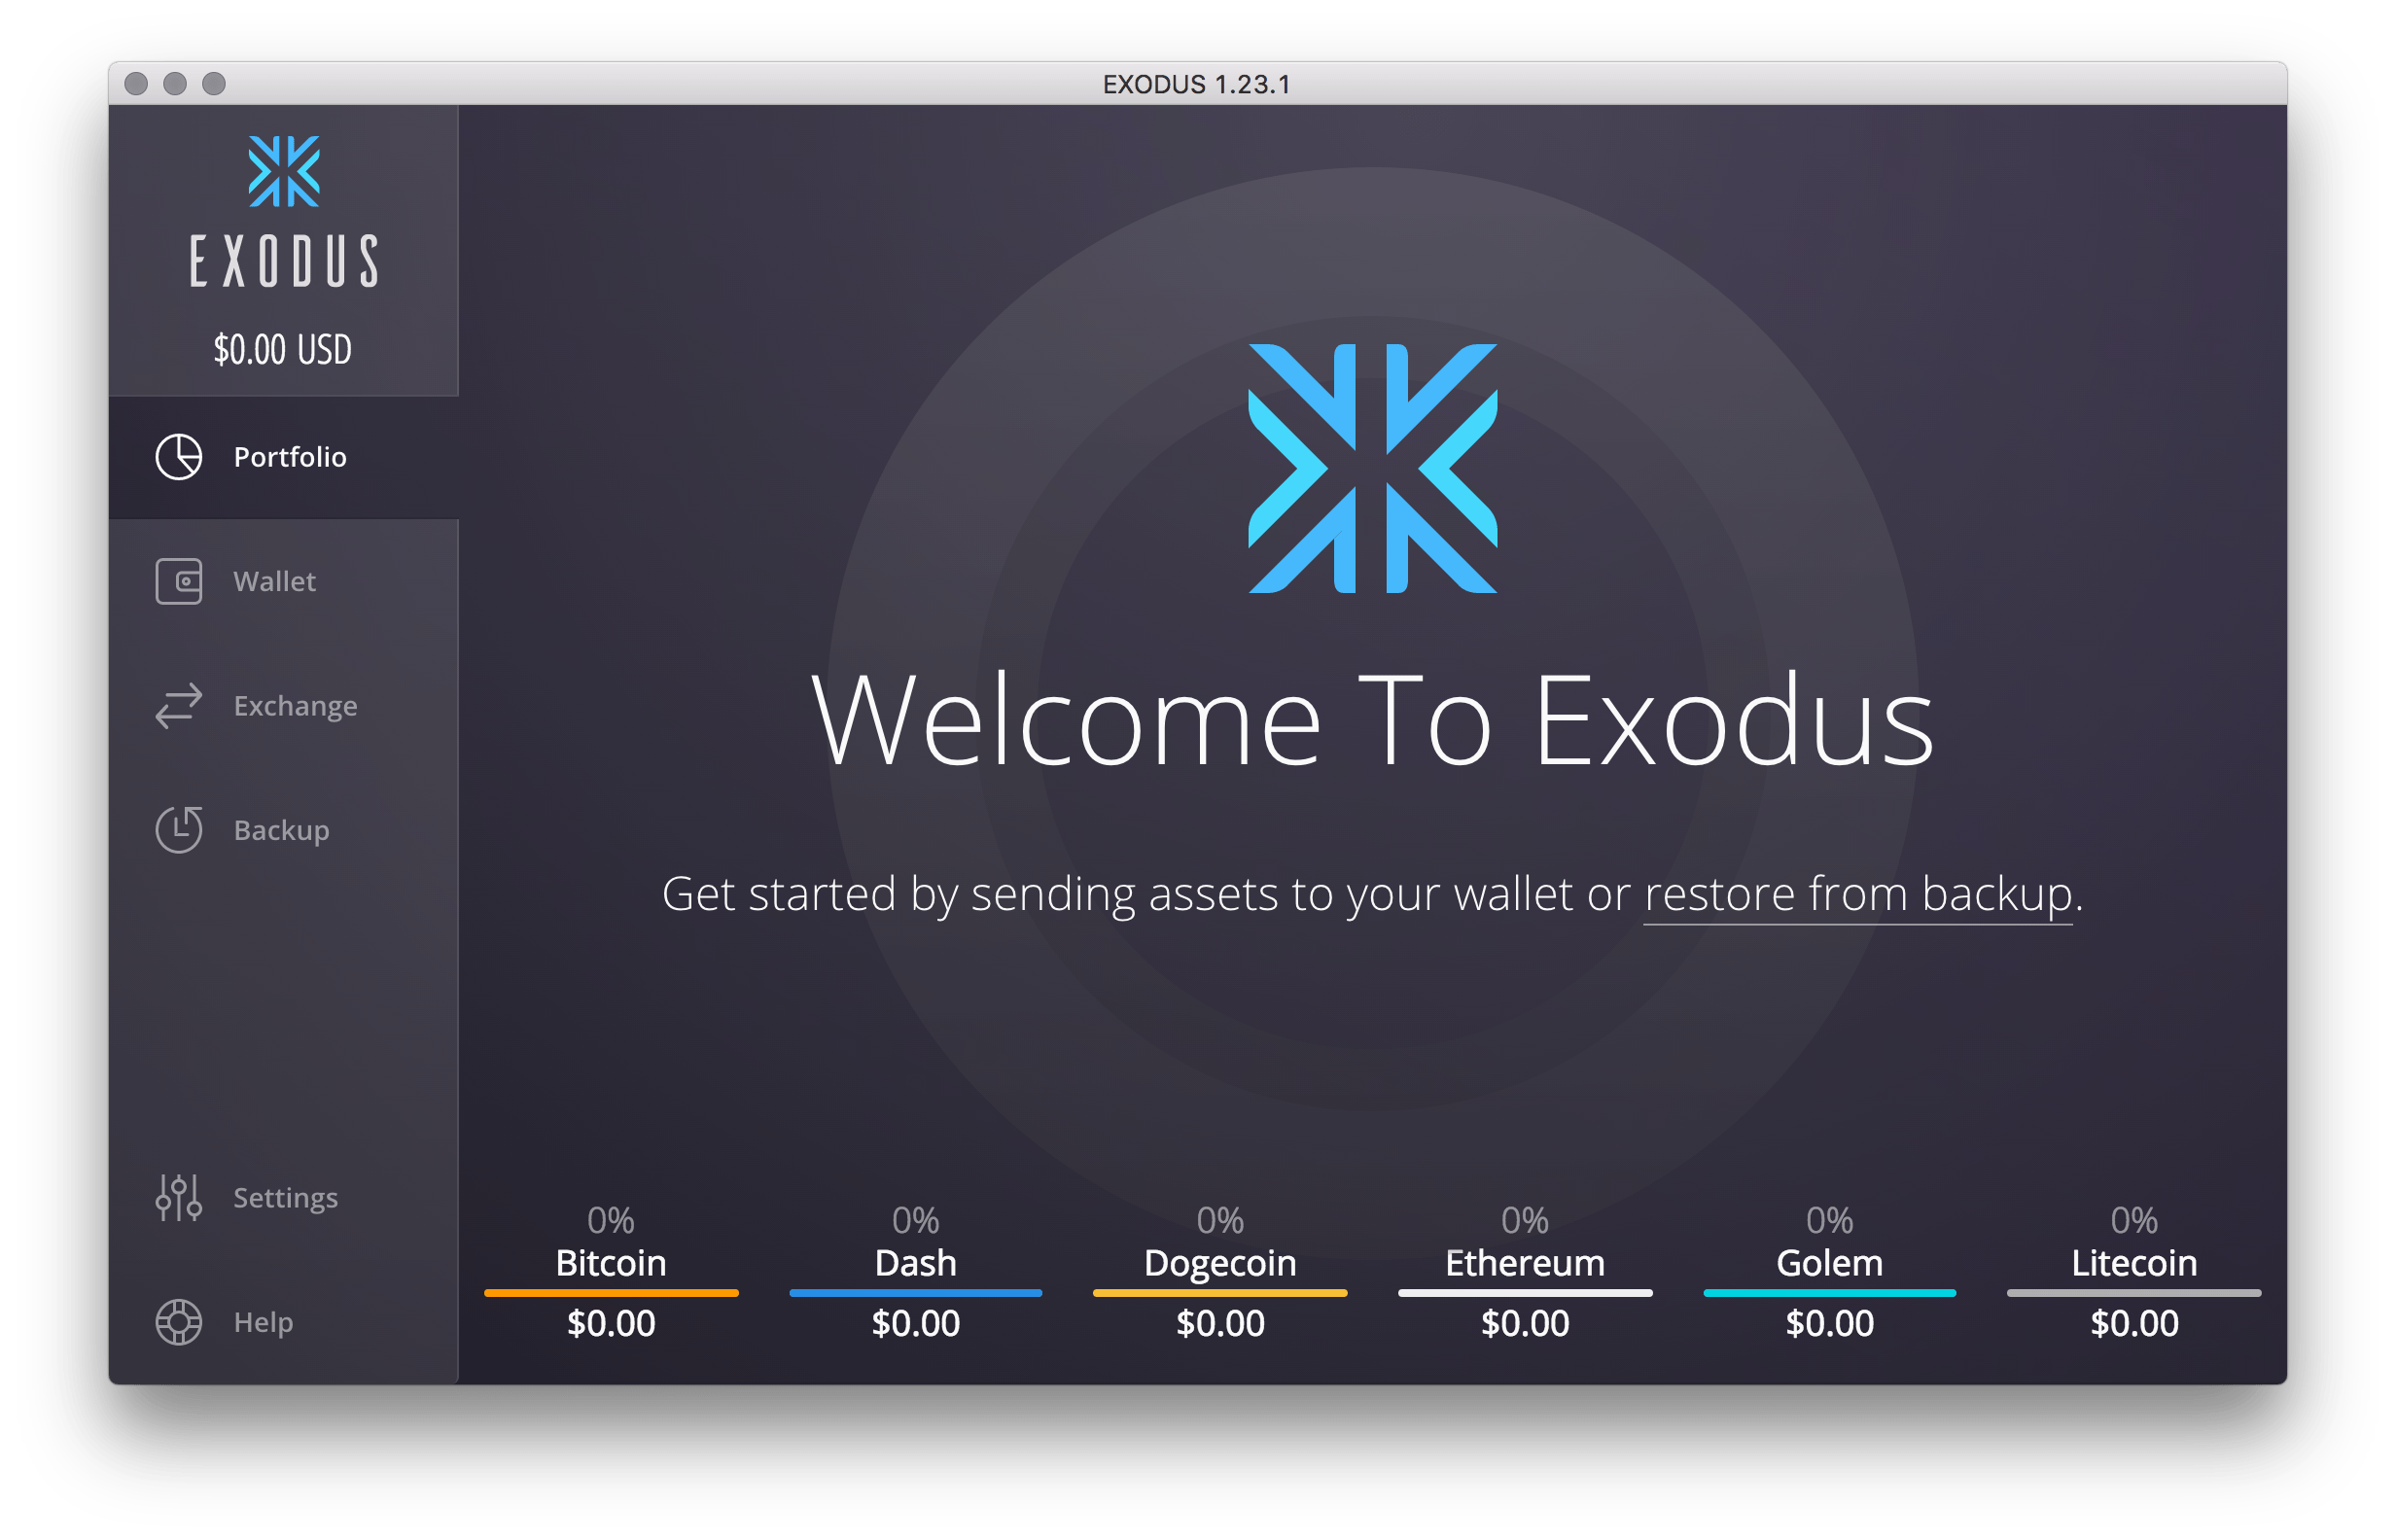 EXODUS 1.23.1
EXODUS
$0.00 USD
Portfolio
Wallet
Exchange
Backup
Settings
Help
Welcome To Exodus
Get started by sending assets to your wallet or restore from backup.
0% 0% 0% 0% 0% 0%
Bitcoin Dash Dogecoin Ethereum Golem Litecoin
$0.00 $0.00 $0.00 $0.00 $0.00 $0.00